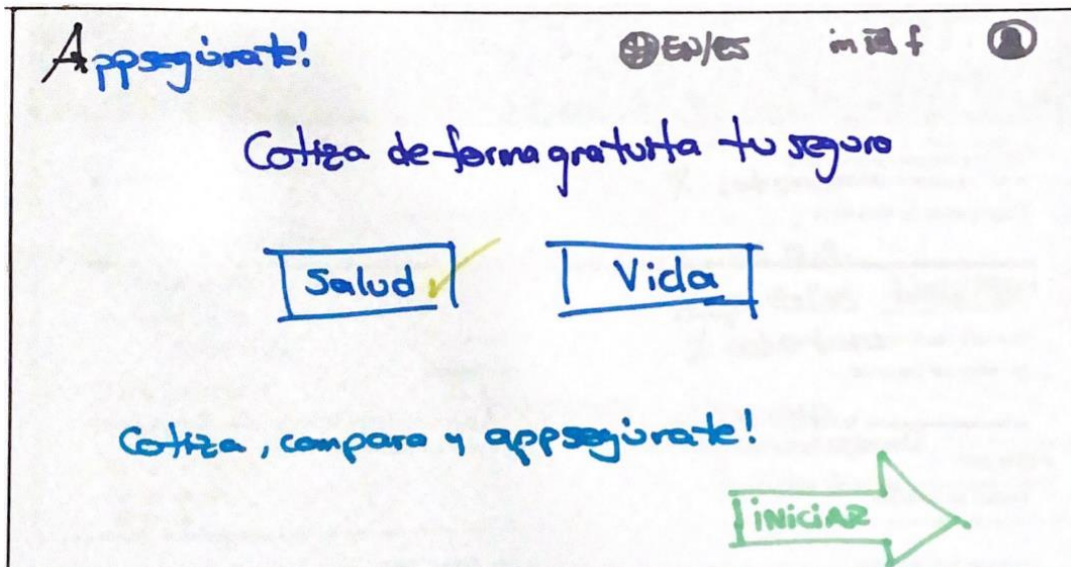 Appsegúrate!
EN/ES in f
Cotiza de forma gratuita tu seguro
Salud
Vida
Cotiza, compara y appsegúrate!
iNiCiAR